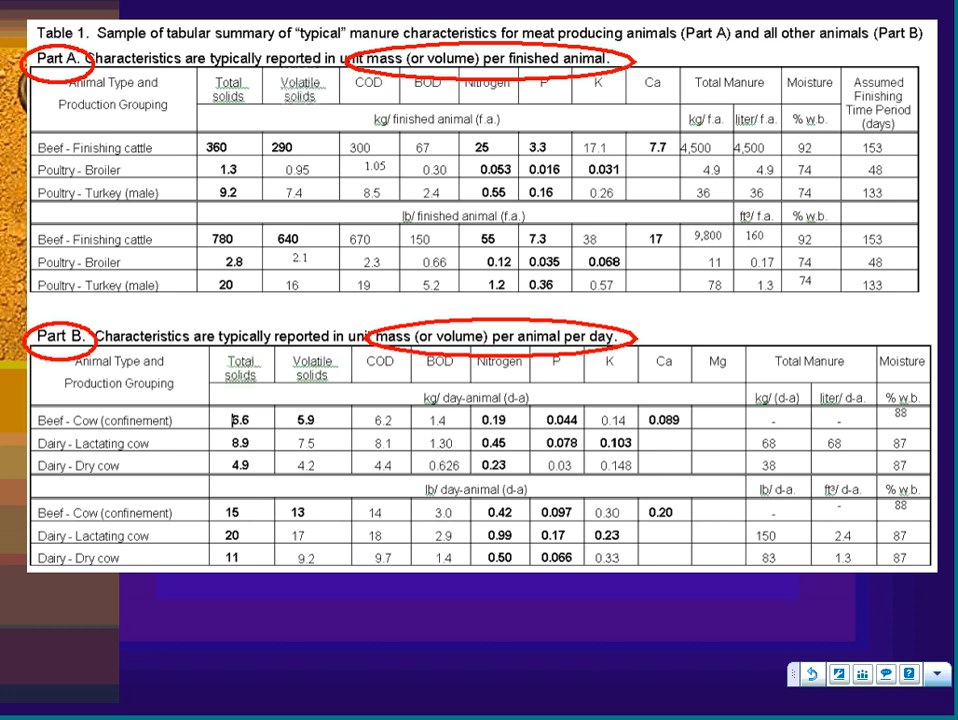 Table 1. Sample of tabular summary of “typical” manure characteristics for meat producing animals (Part A) and all other animals (Part B)
Part A. Characteristics are typically reported in unit mass (or volume) per finished animal.
Animal Type and Production Grouping Total solids Volatile solids COD BOD Nitrogen P K Ca Total Manure Moisture Assumed Finishing Time Period (days)
kg/ finished animal (f.a.) kg/ f.a. liter/ f.a. % w.b.
Beef - Finishing cattle 360 290 300 67 25 3.3 17.1 7.7 4,500 4,500 92 153
Poultry - Broiler 1.3 0.95 1.05 0.30 0.053 0.016 0.031 4.9 4.9 74 48
Poultry - Turkey (male) 9.2 7.4 8.5 2.4 0.55 0.16 0.26 36 36 74 133
lb/ finished animal (f.a.) ft³/ f.a. % w.b.
Beef - Finishing cattle 780 640 670 150 55 7.3 38 17 9,800 160 92 153
Poultry - Broiler 2.8 2.1 2.3 0.66 0.12 0.035 0.068 11 0.17 74 48
Poultry - Turkey (male) 20 16 19 5.2 1.2 0.36 0.57 78 1.3 74 133
Part B. Characteristics are typically reported in unit mass (or volume) per animal per day.
Animal Type and Production Grouping Total solids Volatile solids COD BOD Nitrogen P K Ca Mg Total Manure Moisture
kg/ day-animal (d-a) kg/ (d-a) liter/ d-a. % w.b.
Beef - Cow (confinement) 6.6 5.9 6.2 1.4 0.19 0.044 0.14 0.089 - - 88
Dairy - Lactating cow 8.9 7.5 8.1 1.30 0.45 0.078 0.103 68 68 87
Dairy - Dry cow 4.9 4.2 4.4 0.626 0.23 0.03 0.148 38 87
lb/ day-animal (d-a) lb/ d-a. ft³/ d-a. % w.b.
Beef - Cow (confinement) 15 13 14 3.0 0.42 0.097 0.30 0.20 - - 88
Dairy - Lactating cow 20 17 18 2.9 0.99 0.17 0.23 150 2.4 87
Dairy - Dry cow 11 9.2 9.7 1.4 0.50 0.066 0.33 83 1.3 87